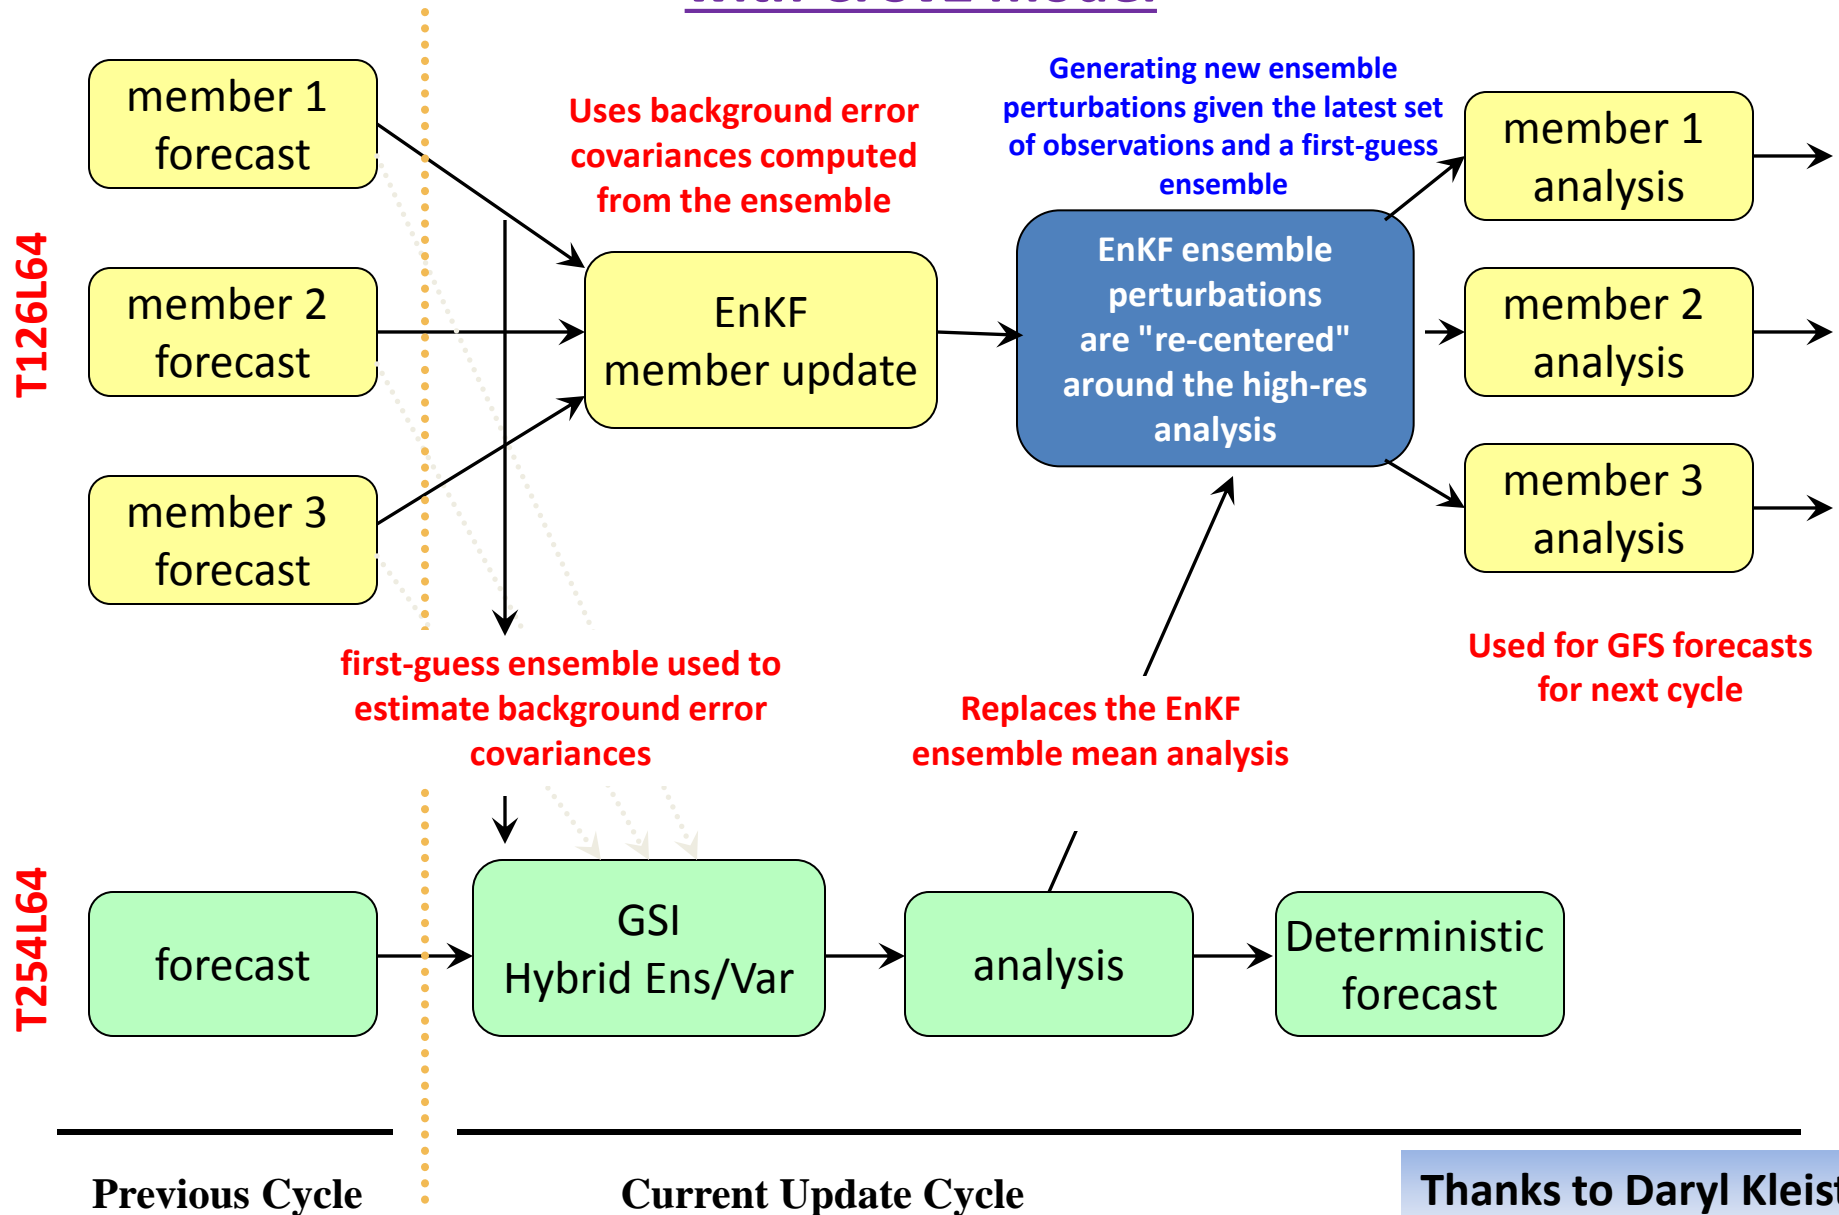 member 1
forecast
member 2
forecast
member 3
forecast
T126L64
Uses background error
covariances computed
from the ensemble
EnKF
member update
Generating new ensemble
perturbations given the latest set
of observations and a first-guess
ensemble
EnKF ensemble
perturbations
are "re-centered"
around the high-res
analysis
member 1
analysis
member 2
analysis
member 3
analysis
Used for GFS forecasts
for next cycle
first-guess ensemble used to
estimate background error
covariances
Replaces the EnKF
ensemble mean analysis
T254L64
forecast
GSI
Hybrid Ens/Var
analysis
Deterministic
forecast
Previous Cycle
Current Update Cycle
Thanks to Daryl Kleist